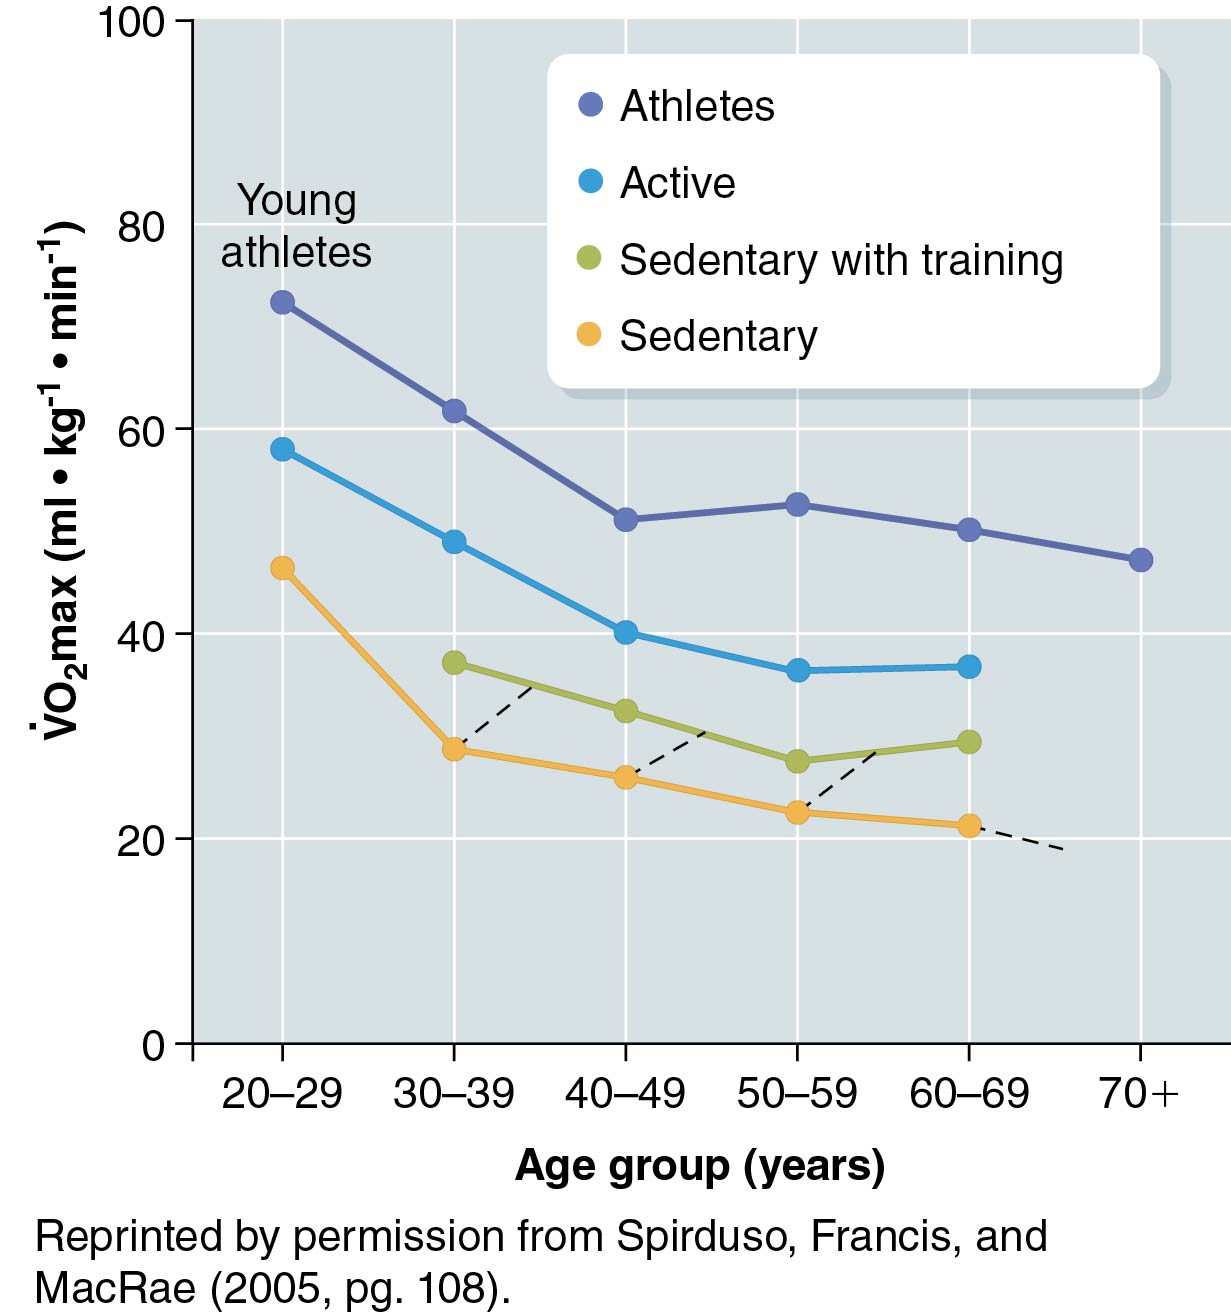 100
80
60
40
20
0
V̇O₂max (ml • kg⁻¹ • min⁻¹)
Young
athletes
Athletes
Active
Sedentary with training
Sedentary
20–29 30–39 40–49 50–59 60–69 70+
Age group (years)
Reprinted by permission from Spirduso, Francis, and
MacRae (2005, pg. 108).